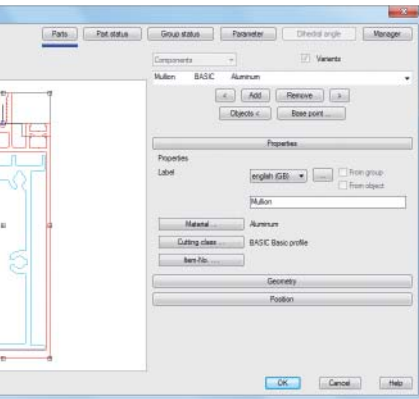 Parts Part status Group status Parameter Dihedral angle Manager
Components Variants
Mullion BASIC Aluminum
< Add Remove >
Objects < Base point ...
Properties
Properties
Label english (GB) ... From group
From object
Mullion
Material ... Aluminum
Cutting class ... BASIC Basic profile
Item-No. ...
Geometry
Position
OK Cancel Help